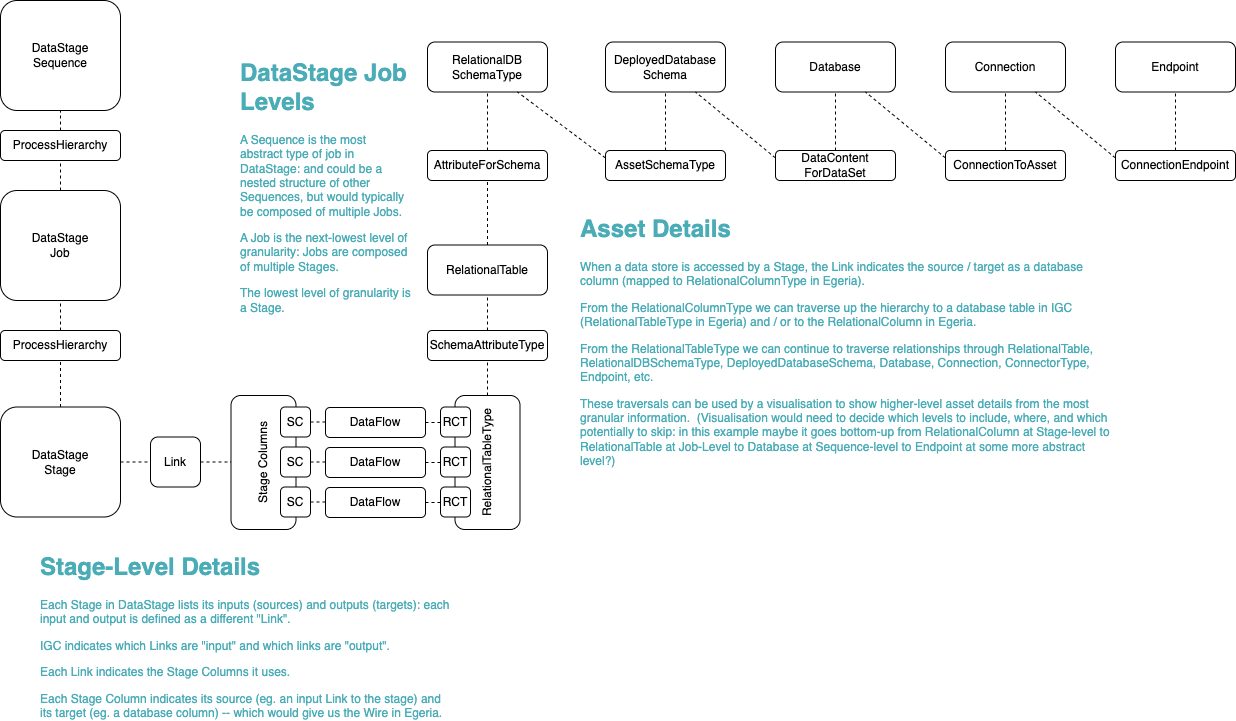 DataStage
Sequence
ProcessHierarchy
DataStage
Job
ProcessHierarchy
DataStage
Stage
Link
DataStage Job
Levels
A Sequence is the most
abstract type of job in
DataStage: and could be a
nested structure of other
Sequences, but would typically
be composed of multiple Jobs.
A Job is the next-lowest level of
granularity: Jobs are composed
of multiple Stages.
The lowest level of granularity is
a Stage.
RelationalDB
SchemaType
DeployedDatabase
Schema
Database
Connection
Endpoint
AttributeForSchema
AssetSchemaType
DataContent
ForDataSet
ConnectionToAsset
ConnectionEndpoint
RelationalTable
SchemaAttributeType
Stage Columns
SC
DataFlow
RCT
SC
DataFlow
RCT
SC
DataFlow
RCT
RelationalTableType
Asset Details
When a data store is accessed by a Stage, the Link indicates the source / target as a database
column (mapped to RelationalColumnType in Egeria).
From the RelationalColumnType we can traverse up the hierarchy to a database table in IGC
(RelationalTableType in Egeria) and / or to the RelationalColumn in Egeria.
From the RelationalTableType we can continue to traverse relationships through RelationalTable,
RelationalDBSchemaType, DeployedDatabaseSchema, Database, Connection, ConnectorType,
Endpoint, etc.
These traversals can be used by a visualisation to show higher-level asset details from the most
granular information.  (Visualisation would need to decide which levels to include, where, and which
potentially to skip: in this example maybe it goes bottom-up from RelationalColumn at Stage-level to
RelationalTable at Job-Level to Database at Sequence-level to Endpoint at some more abstract
level?)
Stage-Level Details
Each Stage in DataStage lists its inputs (sources) and outputs (targets): each
input and output is defined as a different "Link".
IGC indicates which Links are "input" and which links are "output".
Each Link indicates the Stage Columns it uses.
Each Stage Column indicates its source (eg. an input Link to the stage) and
its target (eg. a database column) -- which would give us the Wire in Egeria.